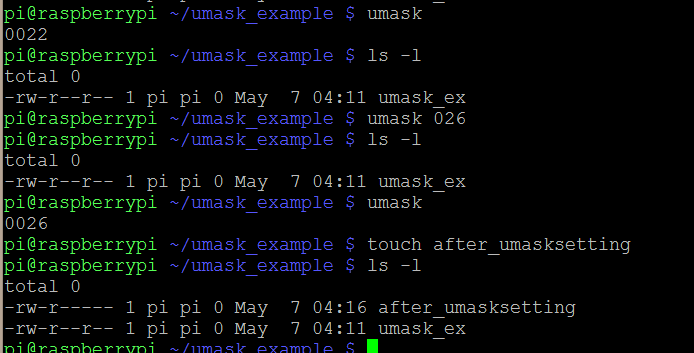 pi@raspberrypi ~/umask_example $ umask
0022
pi@raspberrypi ~/umask_example $ ls -l
total 0
-rw-r--r-- 1 pi pi 0 May  7 04:11 umask_ex
pi@raspberrypi ~/umask_example $ umask 026
pi@raspberrypi ~/umask_example $ ls -l
total 0
-rw-r--r-- 1 pi pi 0 May  7 04:11 umask_ex
pi@raspberrypi ~/umask_example $ umask
0026
pi@raspberrypi ~/umask_example $ touch after_umasksetting
pi@raspberrypi ~/umask_example $ ls -l
total 0
-rw-r----- 1 pi pi 0 May  7 04:16 after_umasksetting
-rw-r--r-- 1 pi pi 0 May  7 04:11 umask_ex
pi@raspberrypi ~/umask_example $